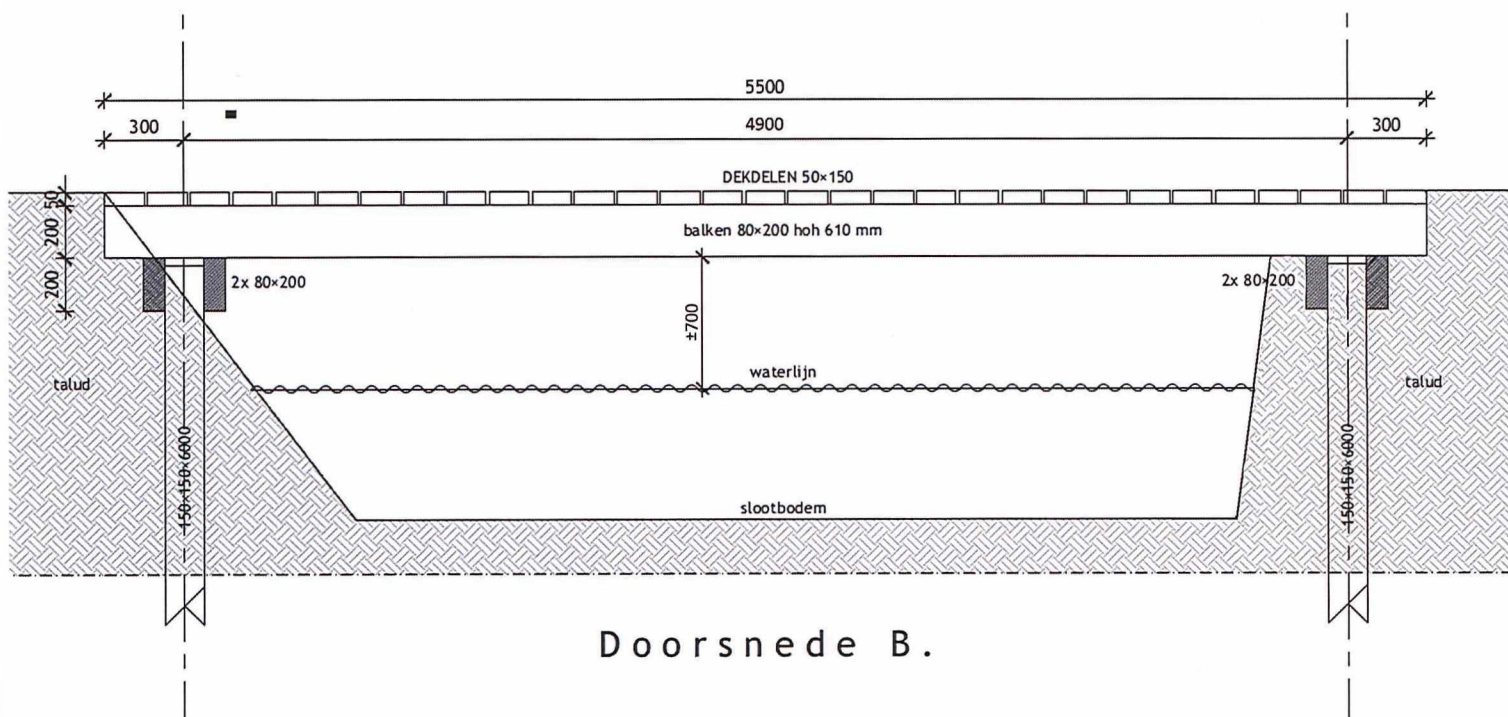 5500
300
4900
300
DEKDELEN 50×150
50
200
balken 80×200 hoh 610 mm
200
2x 80×200
2x 80×200
±700
talud
waterlijn
talud
150×150×6000
150×150×6000
slootbodem
Doorsnede B.